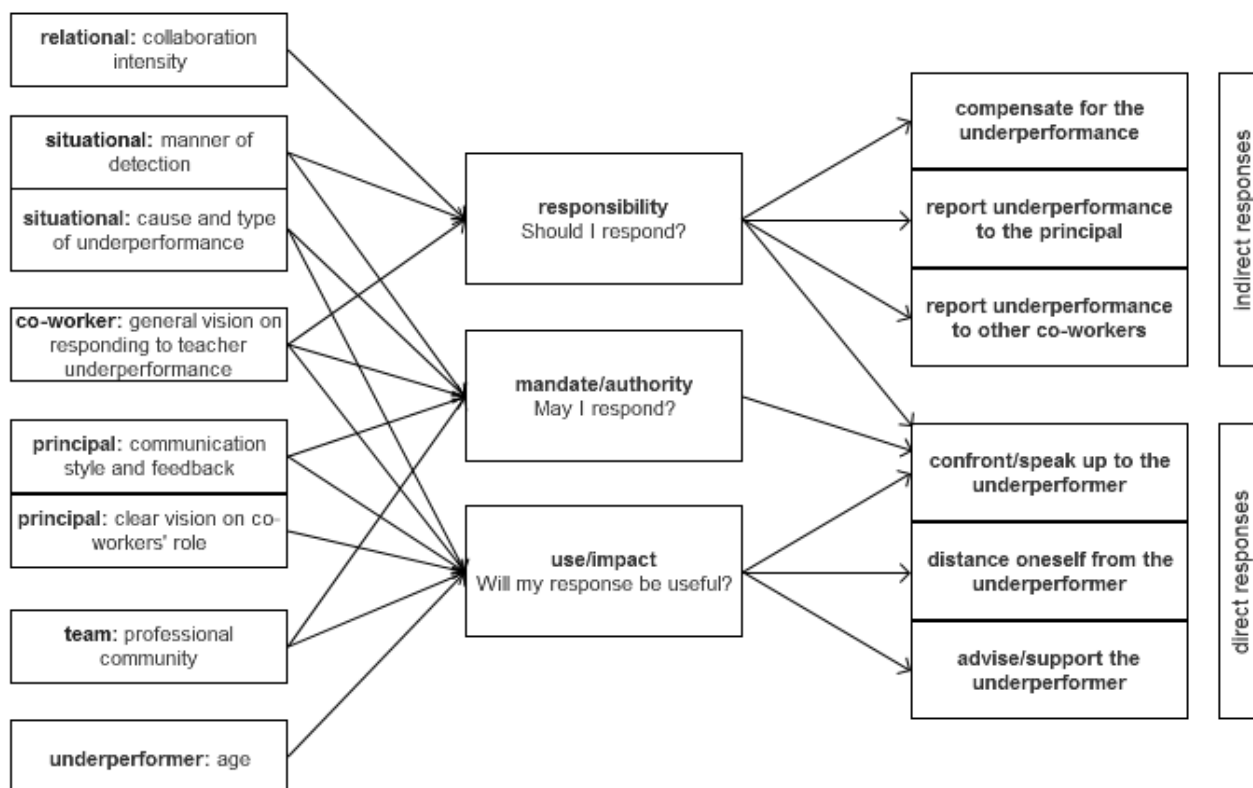 relational: collaboration
intensity
situational: manner of
detection
situational: cause and type
of underperformance
co-worker: general vision on
responding to teacher
underperformance
principal: communication
style and feedback
principal: clear vision on co-
workers' role
team: professional
community
underperformer: age
responsibility
Should I respond?
mandate/authority
May I respond?
use/impact
Will my response be useful?
compensate for the
underperformance
report underperformance
to the principal
report underperformance
to other co-workers
confront/speak up to the
underperformer
distance oneself from the
underperformer
advise/support the
underperformer
indirect responses
direct responses